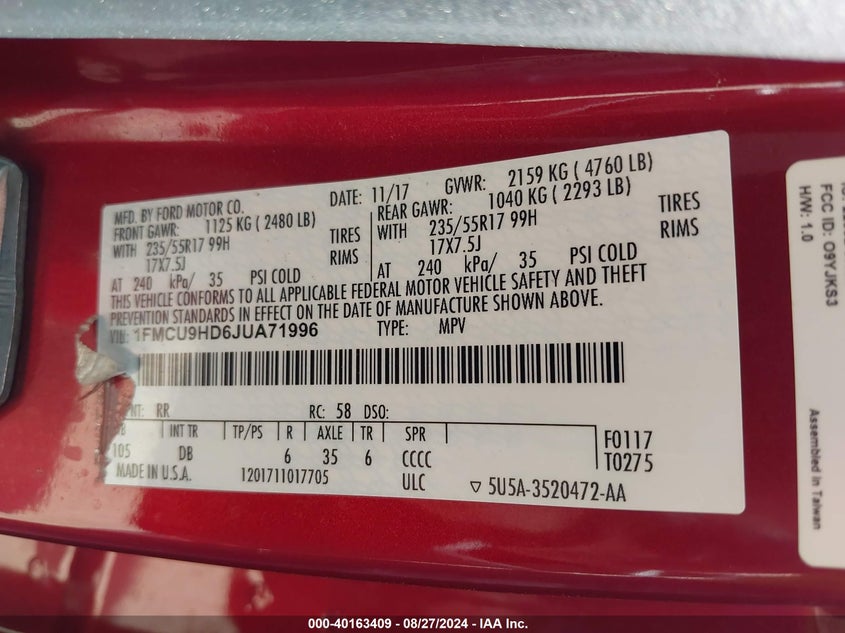 MFD. BY FORD MOTOR CO.
DATE: 11/17 GVWR: 2159 KG ( 4760 LB)
FRONT GAWR: 1125 KG ( 2480 LB)
REAR GAWR: 1040 KG ( 2293 LB)
WITH 235/55R17 99H TIRES
WITH 235/55R17 99H TIRES
17X7.5J RIMS
17X7.5J RIMS
AT 240 kPa/ 35 PSI COLD
AT 240 kPa/ 35 PSI COLD
THIS VEHICLE CONFORMS TO ALL APPLICABLE FEDERAL MOTOR VEHICLE SAFETY AND THEFT
PREVENTION STANDARDS IN EFFECT ON THE DATE OF MANUFACTURE SHOWN ABOVE.
VIN: 1FMCU9HD6JUA71996 TYPE: MPV
RR RC: 58 DSO:
INT TR TP/PS R AXLE TR SPR
105 DB 6 35 6 CCCC
F0117
T0275
MADE IN U.S.A. 1201711017705 ULC ▽ 5U5A-3520472-AA
FCC ID: O9YJKS3
H/W: 1.0
Assembled in Taiwan
000-40163409 - 08/27/2024 - IAA Inc.